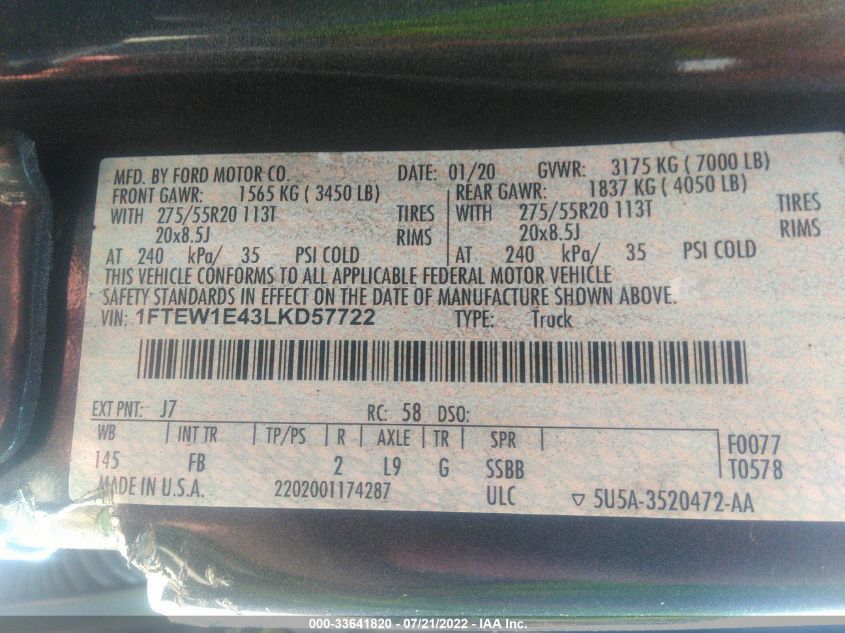 MFD. BY FORD MOTOR CO. DATE: 01/20 GVWR: 3175 KG ( 7000 LB)
FRONT GAWR: 1565 KG ( 3450 LB) REAR GAWR: 1837 KG ( 4050 LB)
WITH 275/55R20 113T TIRES WITH 275/55R20 113T TIRES
20x8.5J RIMS 20x8.5J RIMS
AT 240 kPa/ 35 PSI COLD AT 240 kPa/ 35 PSI COLD
THIS VEHICLE CONFORMS TO ALL APPLICABLE FEDERAL MOTOR VEHICLE
SAFETY STANDARDS IN EFFECT ON THE DATE OF MANUFACTURE SHOWN ABOVE.
VIN: 1FTEW1E43LKD57722 TYPE: Truck
EXT PNT: J7 RC: 58 DSO:
WB INT TR TP/PS R AXLE TR SPR F0077
145 FB 2 L9 G SSBB T0578
MADE IN U.S.A. 2202001174287 ULC ▽ 5U5A-3520472-AA
000-33641820 - 07/21/2022 - IAA Inc.